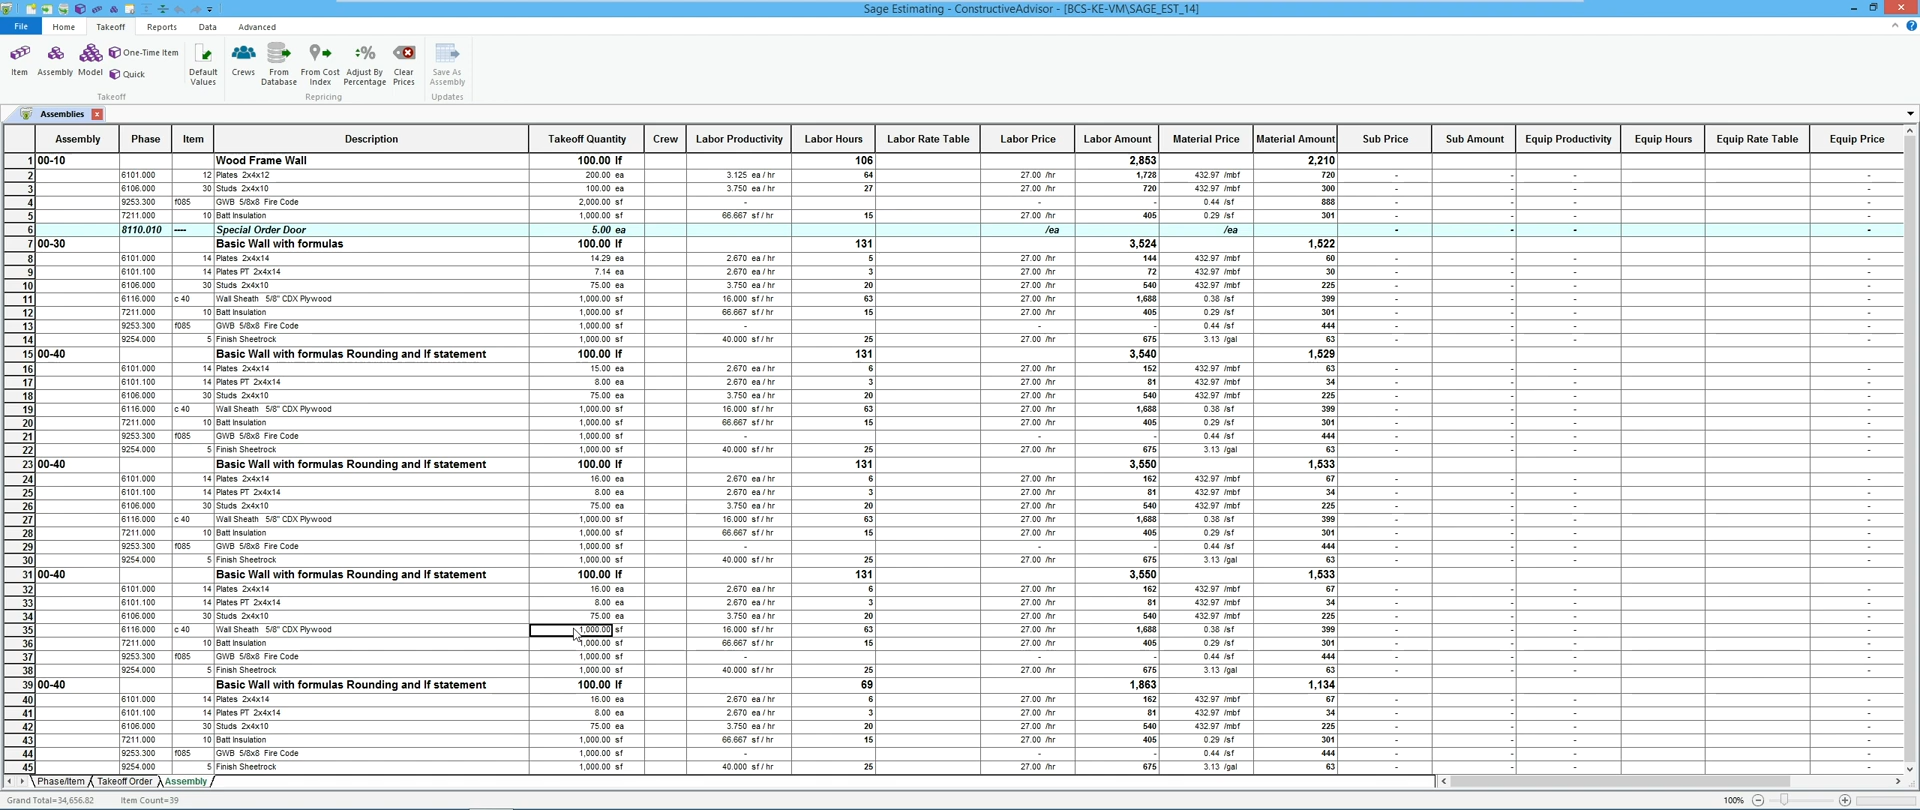 Sage Estimating - ConstructiveAdvisor - [BCS-KE-VM\SAGE_EST_14]
File Home Takeoff Reports Data Advanced
Item Assembly Model One-Time Item Quick Default Values Crews From Database From Cost Index Adjust By Percentage Clear Prices Save As Assembly
Takeoff Repricing Updates
Assemblies
Assembly Phase Item Description Takeoff Quantity Crew Labor Productivity Labor Hours Labor Rate Table Labor Price Labor Amount Material Price Material Amount Sub Price Sub Amount Equip Productivity Equip Hours Equip Rate Table Equip Price
1 00-10 Wood Frame Wall 100.00 lf 106 2,853 2,210
2 6101.000 12 Plates 2x4x12 200.00 ea 3.125 ea / hr 64 27.00 /hr 1,728 432.97 /mbf 720 - - - -
3 6106.000 30 Studs 2x4x10 100.00 ea 3.750 ea / hr 27 27.00 /hr 720 432.97 /mbf 300 - - - -
4 9253.300 f085 GWB 5/8x8 Fire Code 2,000.00 sf - - - 0.44 /sf 888 - - - -
5 7211.000 10 Batt Insulation 1,000.00 sf 66.667 sf / hr 15 27.00 /hr 405 0.29 /sf 301 - - - -
6 8110.010 ---- Special Order Door 5.00 ea /ea /ea - - - -
7 00-30 Basic Wall with formulas 100.00 lf 131 3,524 1,522
8 6101.000 14 Plates 2x4x14 14.29 ea 2.670 ea / hr 5 27.00 /hr 144 432.97 /mbf 60 - - - -
9 6101.100 14 Plates PT 2x4x14 7.14 ea 2.670 ea / hr 3 27.00 /hr 72 432.97 /mbf 30 - - - -
10 6106.000 30 Studs 2x4x10 75.00 ea 3.750 ea / hr 20 27.00 /hr 540 432.97 /mbf 225 - - - -
11 6116.000 c 40 Wall Sheath 5/8" CDX Plywood 1,000.00 sf 16.000 sf / hr 63 27.00 /hr 1,688 0.38 /sf 399 - - - -
12 7211.000 10 Batt Insulation 1,000.00 sf 66.667 sf / hr 15 27.00 /hr 405 0.29 /sf 301 - - - -
13 9253.300 f085 GWB 5/8x8 Fire Code 1,000.00 sf - - - 0.44 /sf 444 - - - -
14 9254.000 5 Finish Sheetrock 1,000.00 sf 40.000 sf / hr 25 27.00 /hr 675 3.13 /gal 63 - - - -
15 00-40 Basic Wall with formulas Rounding and If statement 100.00 lf 131 3,540 1,529
16 6101.000 14 Plates 2x4x14 15.00 ea 2.670 ea / hr 6 27.00 /hr 152 432.97 /mbf 63 - - - -
17 6101.100 14 Plates PT 2x4x14 8.00 ea 2.670 ea / hr 3 27.00 /hr 81 432.97 /mbf 34 - - - -
18 6106.000 30 Studs 2x4x10 75.00 ea 3.750 ea / hr 20 27.00 /hr 540 432.97 /mbf 225 - - - -
19 6116.000 c 40 Wall Sheath 5/8" CDX Plywood 1,000.00 sf 16.000 sf / hr 63 27.00 /hr 1,688 0.38 /sf 399 - - - -
20 7211.000 10 Batt Insulation 1,000.00 sf 66.667 sf / hr 15 27.00 /hr 405 0.29 /sf 301 - - - -
21 9253.300 f085 GWB 5/8x8 Fire Code 1,000.00 sf - - - 0.44 /sf 444 - - - -
22 9254.000 5 Finish Sheetrock 1,000.00 sf 40.000 sf / hr 25 27.00 /hr 675 3.13 /gal 63 - - - -
23 00-40 Basic Wall with formulas Rounding and If statement 100.00 lf 131 3,550 1,533
24 6101.000 14 Plates 2x4x14 16.00 ea 2.670 ea / hr 6 27.00 /hr 162 432.97 /mbf 67 - - - -
25 6101.100 14 Plates PT 2x4x14 8.00 ea 2.670 ea / hr 3 27.00 /hr 81 432.97 /mbf 34 - - - -
26 6106.000 30 Studs 2x4x10 75.00 ea 3.750 ea / hr 20 27.00 /hr 540 432.97 /mbf 225 - - - -
27 6116.000 c 40 Wall Sheath 5/8" CDX Plywood 1,000.00 sf 16.000 sf / hr 63 27.00 /hr 1,688 0.38 /sf 399 - - - -
28 7211.000 10 Batt Insulation 1,000.00 sf 66.667 sf / hr 15 27.00 /hr 405 0.29 /sf 301 - - - -
29 9253.300 f085 GWB 5/8x8 Fire Code 1,000.00 sf - - - 0.44 /sf 444 - - - -
30 9254.000 5 Finish Sheetrock 1,000.00 sf 40.000 sf / hr 25 27.00 /hr 675 3.13 /gal 63 - - - -
31 00-40 Basic Wall with formulas Rounding and If statement 100.00 lf 131 3,550 1,533
32 6101.000 14 Plates 2x4x14 16.00 ea 2.670 ea / hr 6 27.00 /hr 162 432.97 /mbf 67 - - - -
33 6101.100 14 Plates PT 2x4x14 8.00 ea 2.670 ea / hr 3 27.00 /hr 81 432.97 /mbf 34 - - - -
34 6106.000 30 Studs 2x4x10 75.00 ea 3.750 ea / hr 20 27.00 /hr 540 432.97 /mbf 225 - - - -
35 6116.000 c 40 Wall Sheath 5/8" CDX Plywood 1,000.00 sf 16.000 sf / hr 63 27.00 /hr 1,688 0.38 /sf 399 - - - -
36 7211.000 10 Batt Insulation 1,000.00 sf 66.667 sf / hr 15 27.00 /hr 405 0.29 /sf 301 - - - -
37 9253.300 f085 GWB 5/8x8 Fire Code 1,000.00 sf - - - 0.44 /sf 444 - - - -
38 9254.000 5 Finish Sheetrock 1,000.00 sf 40.000 sf / hr 25 27.00 /hr 675 3.13 /gal 63 - - - -
39 00-40 Basic Wall with formulas Rounding and If statement 100.00 lf 69 1,863 1,134
40 6101.000 14 Plates 2x4x14 16.00 ea 2.670 ea / hr 6 27.00 /hr 162 432.97 /mbf 67 - - - -
41 6101.100 14 Plates PT 2x4x14 8.00 ea 2.670 ea / hr 3 27.00 /hr 81 432.97 /mbf 34 - - - -
42 6106.000 30 Studs 2x4x10 75.00 ea 3.750 ea / hr 20 27.00 /hr 540 432.97 /mbf 225 - - - -
43 7211.000 10 Batt Insulation 1,000.00 sf 66.667 sf / hr 15 27.00 /hr 405 0.29 /sf 301 - - - -
44 9253.300 f085 GWB 5/8x8 Fire Code 1,000.00 sf - - - 0.44 /sf 444 - - - -
45 9254.000 5 Finish Sheetrock 1,000.00 sf 40.000 sf / hr 25 27.00 /hr 675 3.13 /gal 63 - - - -
Phase/Item Takeoff Order Assembly
Grand Total=34,656.82 Item Count=39 100%